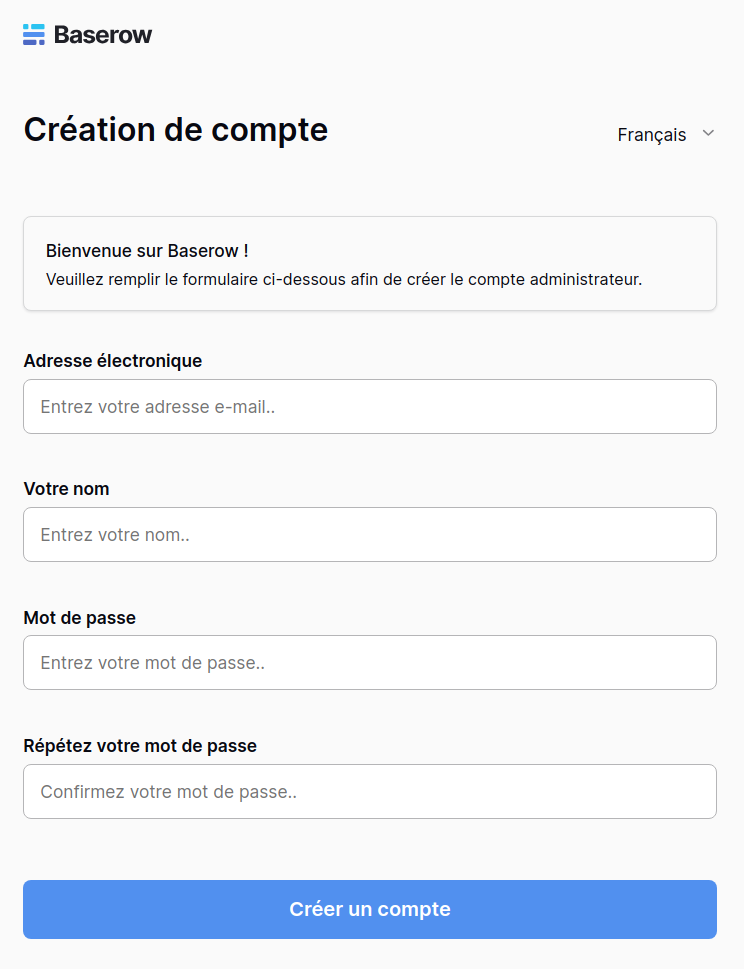 Baserow
Création de compte
Français
Bienvenue sur Baserow !
Veuillez remplir le formulaire ci-dessous afin de créer le compte administrateur.
Adresse électronique
Entrez votre adresse e-mail..
Votre nom
Entrez votre nom..
Mot de passe
Entrez votre mot de passe..
Répétez votre mot de passe
Confirmez votre mot de passe..
Créer un compte